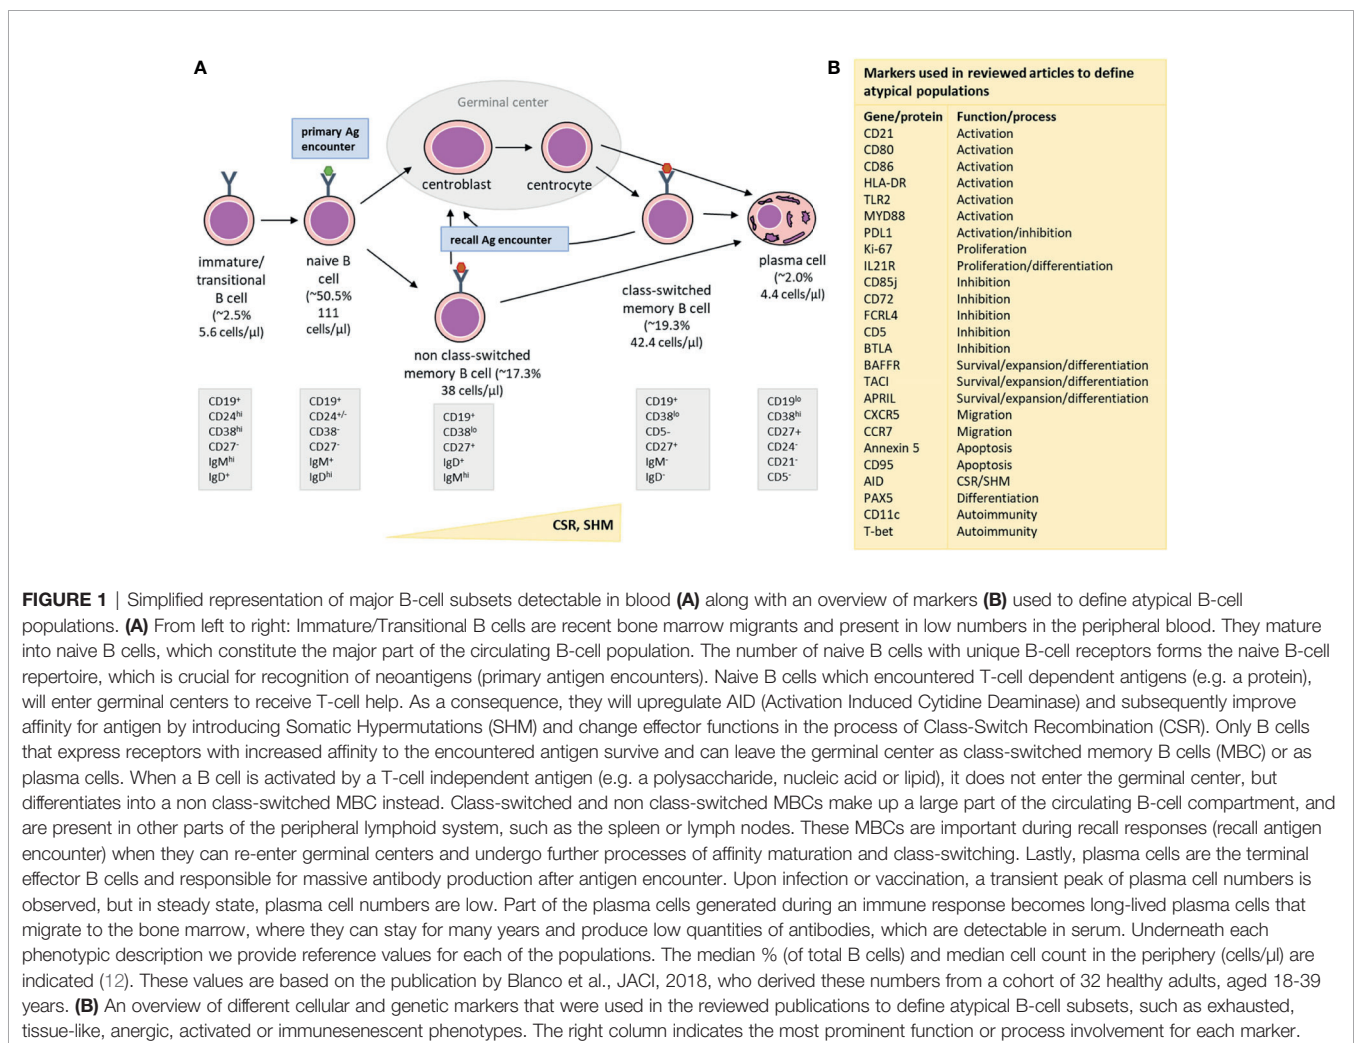 A
Germinal center
primary Ag
encounter
centroblast
centrocyte
recall Ag encounter
immature/
transitional
B cell
(~2.5%
5.6 cells/µl)
naive B
cell
(~50.5%
111
cells/µl)
non class-switched
memory B cell (~17.3%
38 cells/µl)
class-switched
memory B cell
(~19.3%
42.4 cells/µl)
plasma cell
(~2.0%
4.4 cells/µl)
CD19⁺
CD24ʰⁱ
CD38ʰⁱ
CD27⁻
IgMʰⁱ
IgD⁺
CD19⁺
CD24⁺/⁻
CD38⁻
CD27⁻
IgM⁺
IgDʰⁱ
CD19⁺
CD38ˡᵒ
CD27⁺
IgD⁺
IgMʰⁱ
CD19⁺
CD38ˡᵒ
CD5-
CD27⁺
IgM⁻
IgD⁻
CD19ˡᵒ
CD38ʰⁱ
CD27+
CD24⁻
CD21⁻
CD5⁻
CSR, SHM
B
Markers used in reviewed articles to define
atypical populations
Gene/protein Function/process
CD21 Activation
CD80 Activation
CD86 Activation
HLA-DR Activation
TLR2 Activation
MYD88 Activation
PDL1 Activation/inhibition
Ki-67 Proliferation
IL21R Proliferation/differentiation
CD85j Inhibition
CD72 Inhibition
FCRL4 Inhibition
CD5 Inhibition
BTLA Inhibition
BAFFR Survival/expansion/differentiation
TACI Survival/expansion/differentiation
APRIL Survival/expansion/differentiation
CXCR5 Migration
CCR7 Migration
Annexin 5 Apoptosis
CD95 Apoptosis
AID CSR/SHM
PAX5 Differentiation
CD11c Autoimmunity
T-bet Autoimmunity
FIGURE 1 | Simplified representation of major B-cell subsets detectable in blood (A) along with an overview of markers (B) used to define atypical B-cell
populations. (A) From left to right: Immature/Transitional B cells are recent bone marrow migrants and present in low numbers in the peripheral blood. They mature
into naive B cells, which constitute the major part of the circulating B-cell population. The number of naive B cells with unique B-cell receptors forms the naive B-cell
repertoire, which is crucial for recognition of neoantigens (primary antigen encounters). Naive B cells which encountered T-cell dependent antigens (e.g. a protein),
will enter germinal centers to receive T-cell help. As a consequence, they will upregulate AID (Activation Induced Cytidine Deaminase) and subsequently improve
affinity for antigen by introducing Somatic Hypermutations (SHM) and change effector functions in the process of Class-Switch Recombination (CSR). Only B cells
that express receptors with increased affinity to the encountered antigen survive and can leave the germinal center as class-switched memory B cells (MBC) or as
plasma cells. When a B cell is activated by a T-cell independent antigen (e.g. a polysaccharide, nucleic acid or lipid), it does not enter the germinal center, but
differentiates into a non class-switched MBC instead. Class-switched and non class-switched MBCs make up a large part of the circulating B-cell compartment, and
are present in other parts of the peripheral lymphoid system, such as the spleen or lymph nodes. These MBCs are important during recall responses (recall antigen
encounter) when they can re-enter germinal centers and undergo further processes of affinity maturation and class-switching. Lastly, plasma cells are the terminal
effector B cells and responsible for massive antibody production after antigen encounter. Upon infection or vaccination, a transient peak of plasma cell numbers is
observed, but in steady state, plasma cell numbers are low. Part of the plasma cells generated during an immune response becomes long-lived plasma cells that
migrate to the bone marrow, where they can stay for many years and produce low quantities of antibodies, which are detectable in serum. Underneath each
phenotypic description we provide reference values for each of the populations. The median % (of total B cells) and median cell count in the periphery (cells/µl) are
indicated (12). These values are based on the publication by Blanco et al., JACI, 2018, who derived these numbers from a cohort of 32 healthy adults, aged 18-39
years. (B) An overview of different cellular and genetic markers that were used in the reviewed publications to define atypical B-cell subsets, such as exhausted,
tissue-like, anergic, activated or immunesenescent phenotypes. The right column indicates the most prominent function or process involvement for each marker.